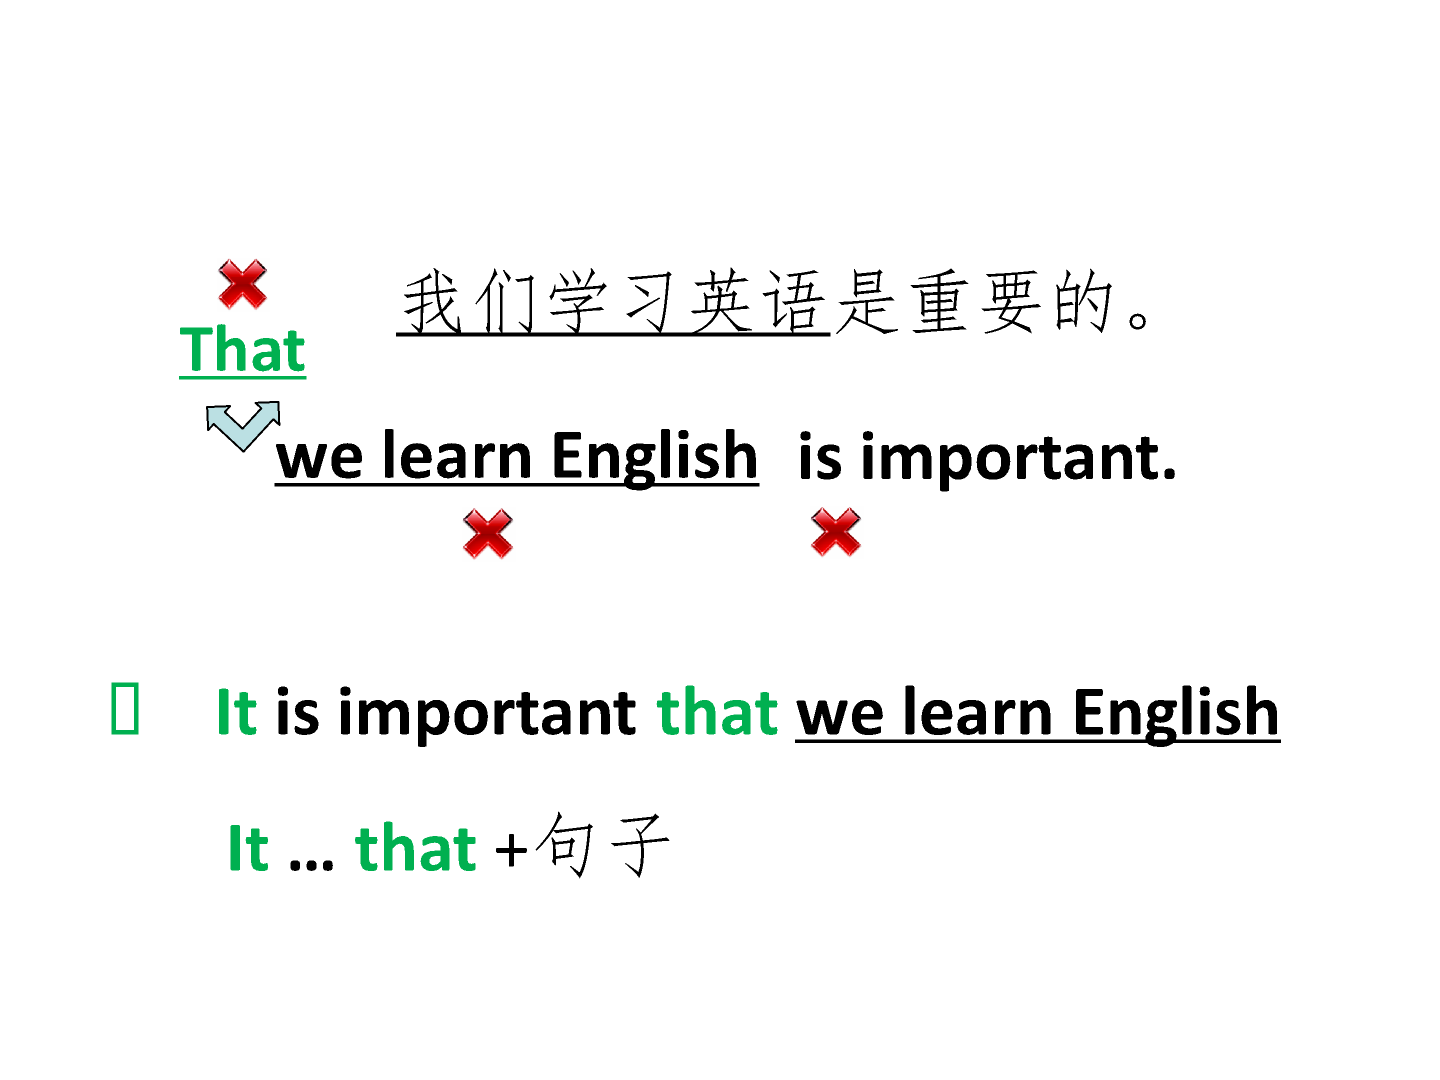 我们学习英语是重要的。
That
we learn English is important.
It is important that we learn English
It ... that +句子